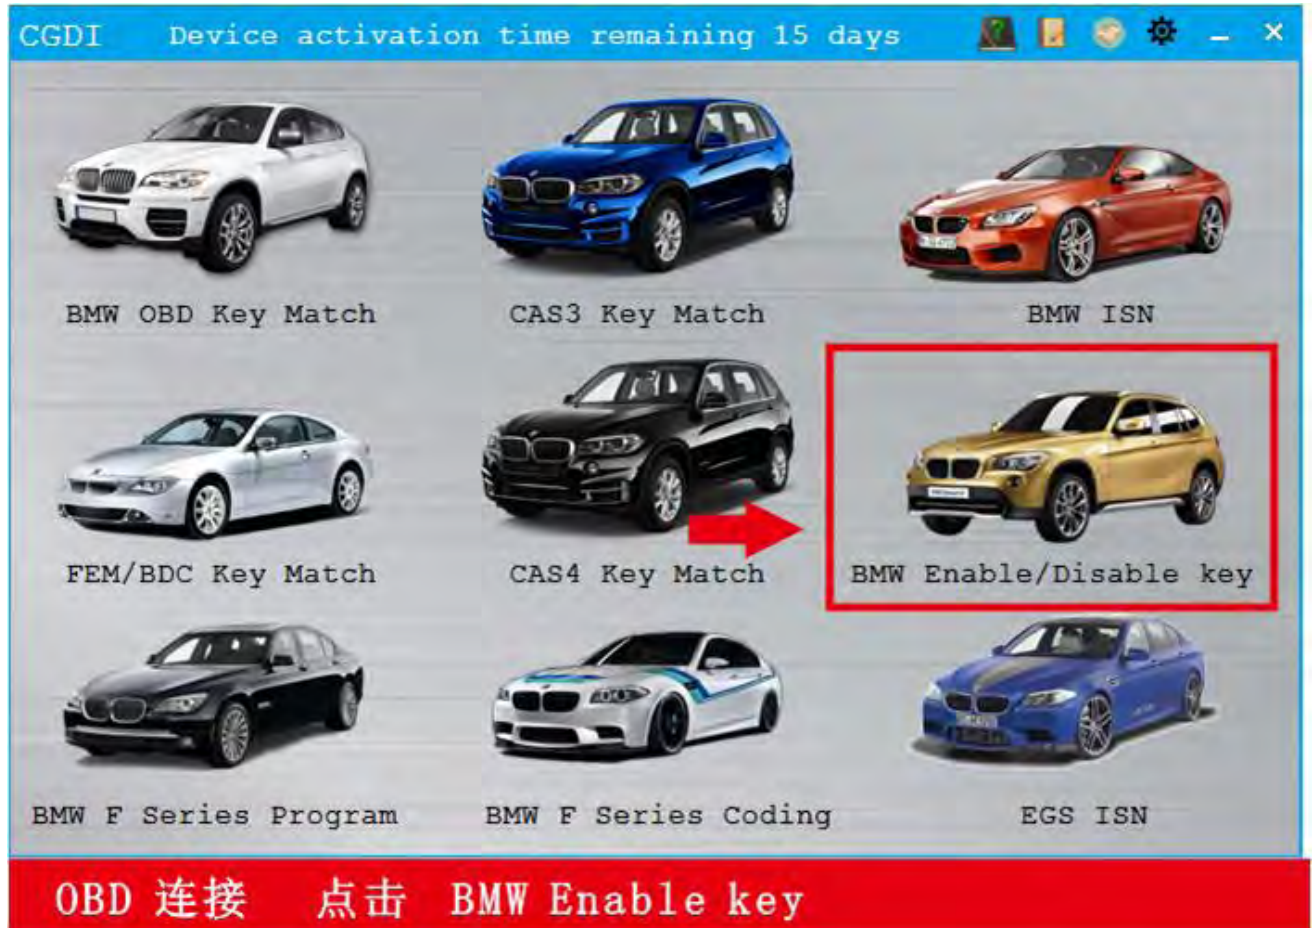 CGDI Device activation time remaining 15 days
BMW OBD Key Match
CAS3 Key Match
BMW ISN
FEM/BDC Key Match
CAS4 Key Match
BMW Enable/Disable key
BMW F Series Program
BMW F Series Coding
EGS ISN
OBD 连接 点击 BMW Enable key